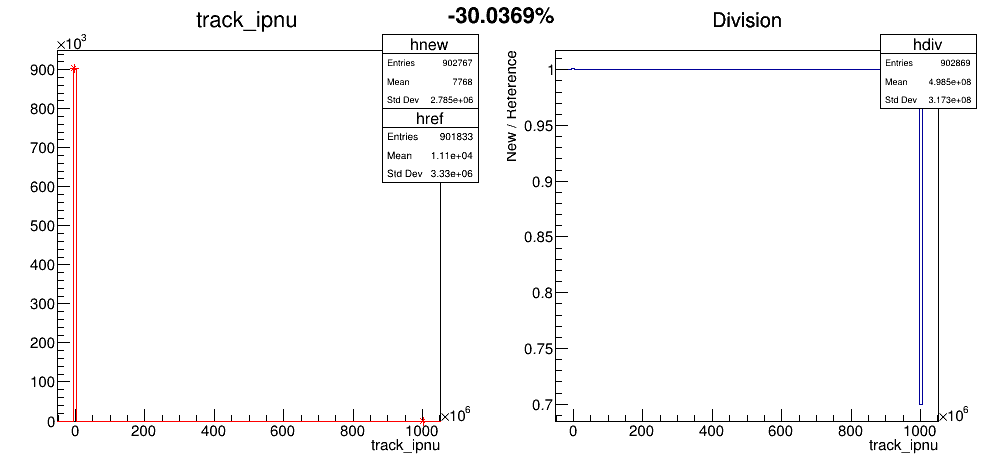 -30.0369%
track_ipnu
×10³
900
800
700
600
500
400
300
200
100
0
0
200
400
600
800
1000
×10⁶
track_ipnu
hnew
Entries 902767
Mean 7768
Std Dev 2.785e+06
href
Entries 901833
Mean 1.11e+04
Std Dev 3.33e+06
Division
New / Reference
1
0.95
0.9
0.85
0.8
0.75
0.7
0
200
400
600
800
1000
×10⁶
track_ipnu
hdiv
Entries 902869
Mean 4.985e+08
Std Dev 3.173e+08